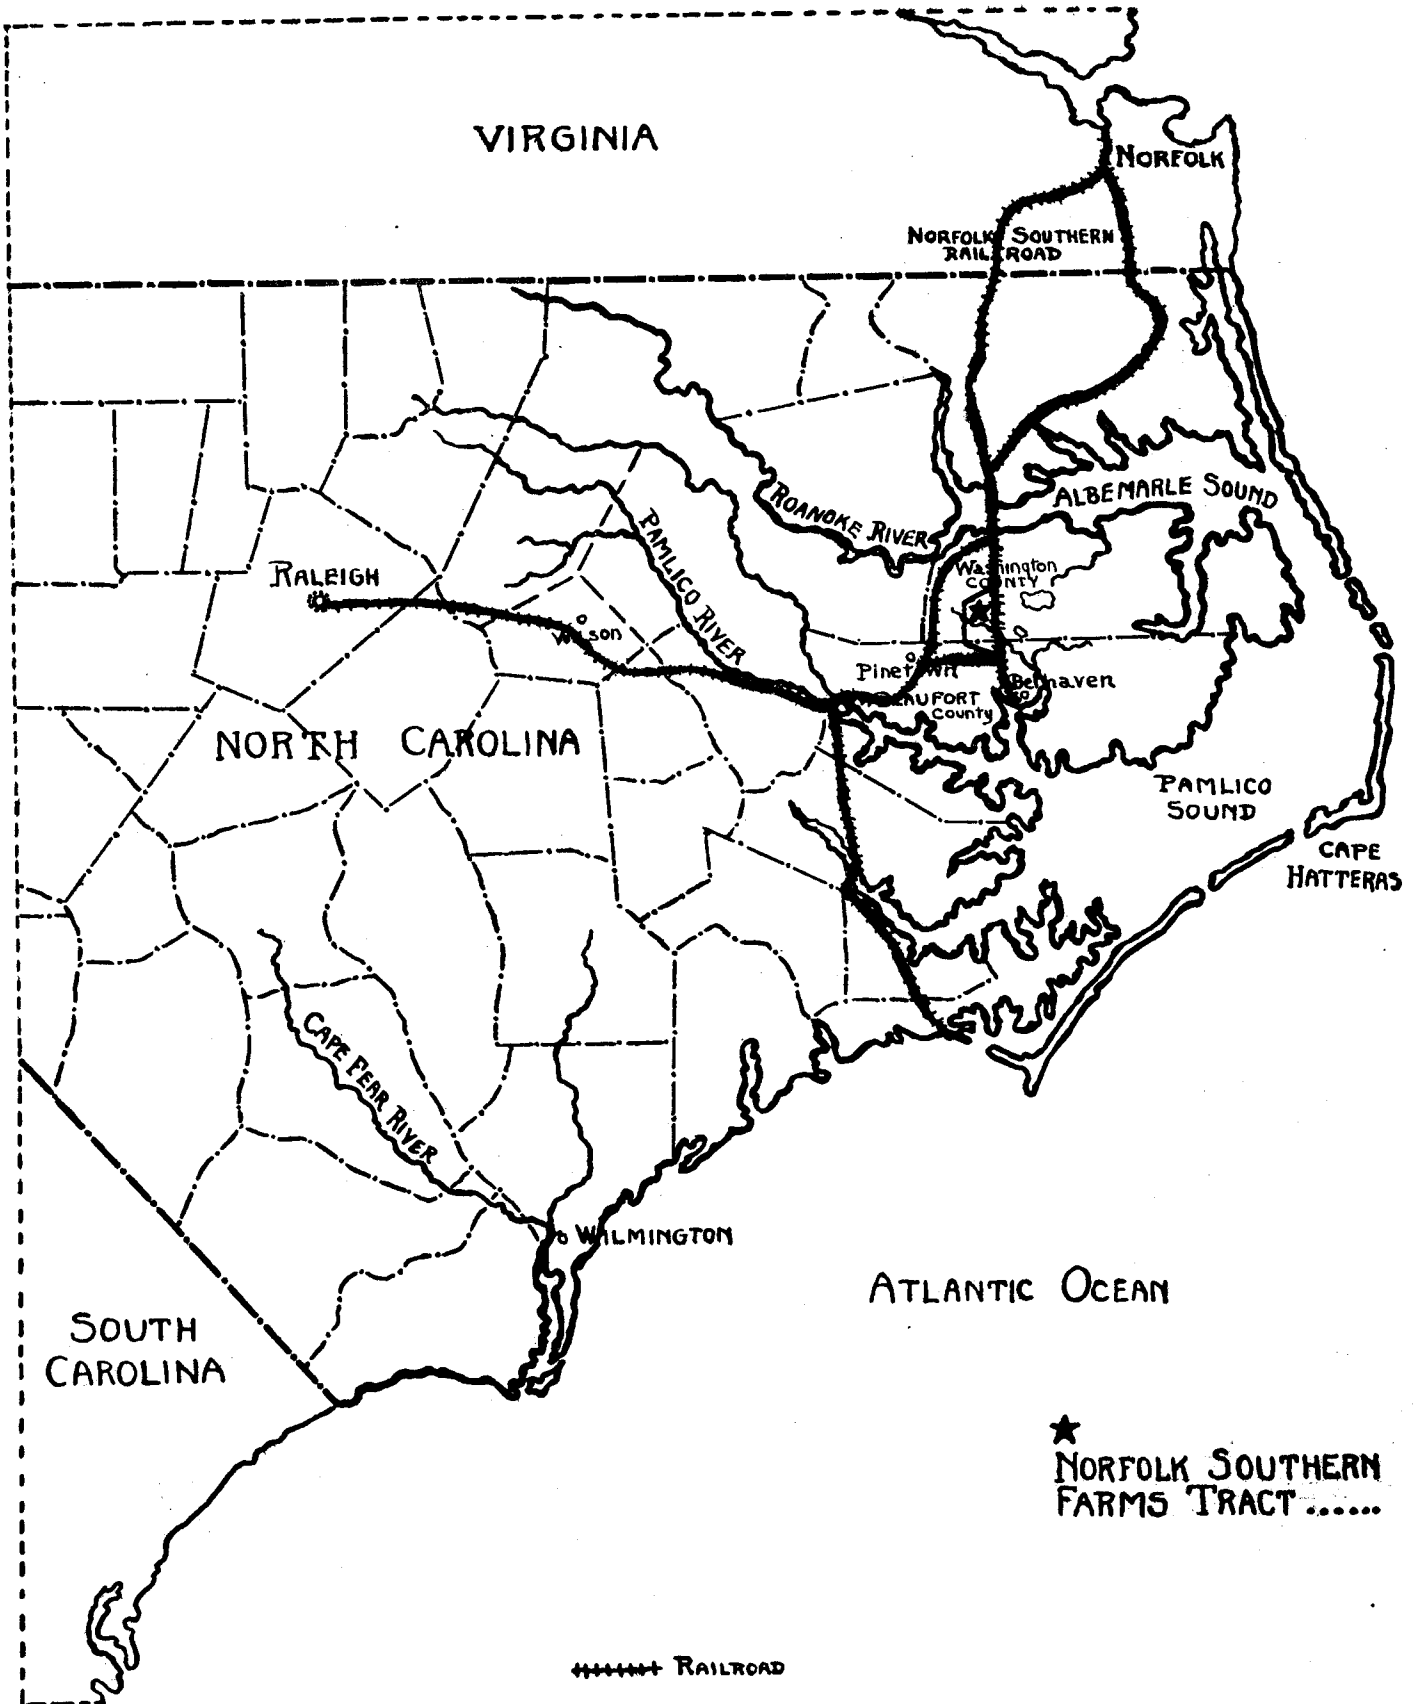 VIRGINIA
NORFOLK
NORFOLK SOUTHERN
RAILROAD
ALBEMARLE SOUND
ROANOKE RIVER
PAMLICO RIVER
Washington
COUNTY
RALEIGH
Wilson
Pinetown
Belhaven
BEAUFORT
County
NORTH CAROLINA
PAMLICO
SOUND
CAPE
HATTERAS
CAPE FEAR RIVER
WILMINGTON
ATLANTIC OCEAN
SOUTH
CAROLINA
NORFOLK SOUTHERN
FARMS TRACT......
RAILROAD